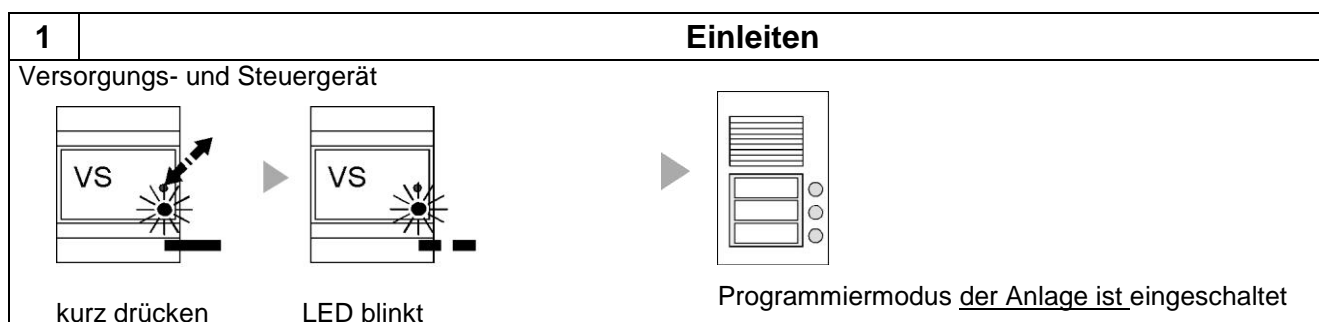 1 Einleiten
Versorgungs- und Steuergerät
VS
VS
kurz drücken
LED blinkt
Programmiermodus der Anlage ist eingeschaltet